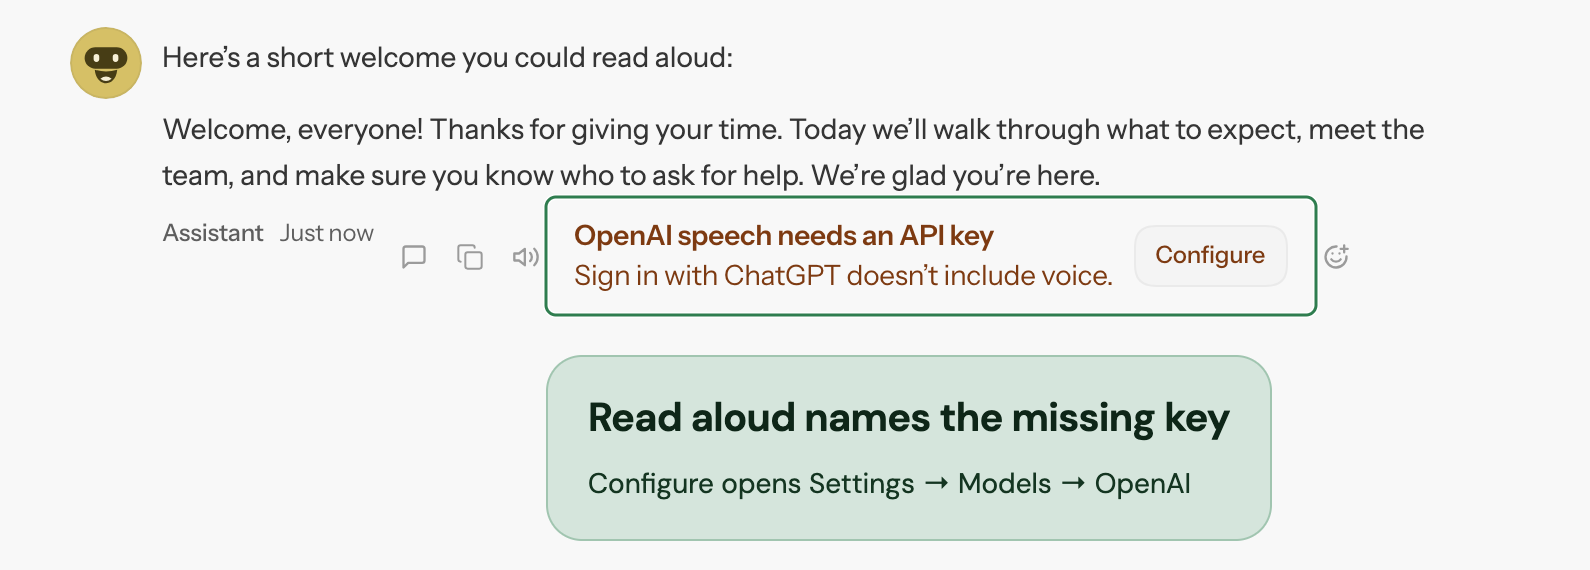 Here’s a short welcome you could read aloud:
Welcome, everyone! Thanks for giving your time. Today we’ll walk through what to expect, meet the
team, and make sure you know who to ask for help. We’re glad you’re here.
Assistant Just now
OpenAI speech needs an API key
Sign in with ChatGPT doesn’t include voice.
Configure
Read aloud names the missing key
Configure opens Settings → Models → OpenAI